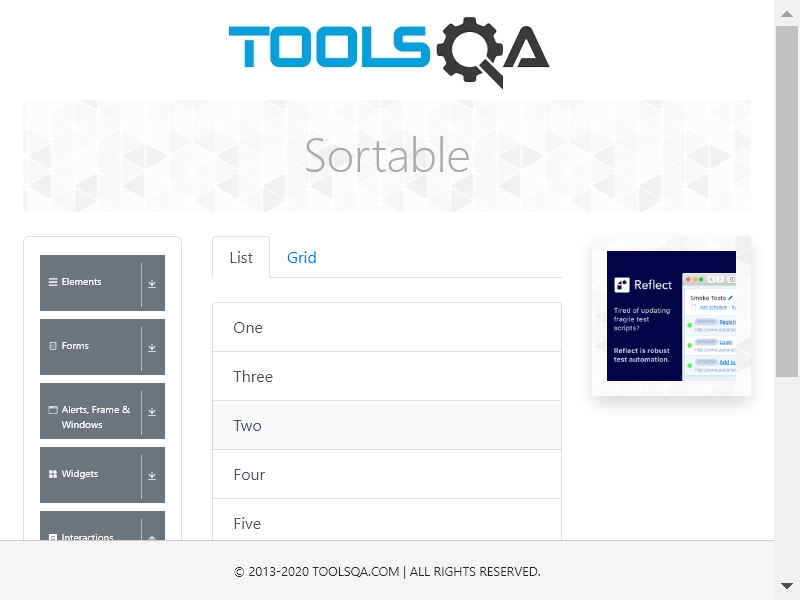 TOOLSQA
Sortable
Elements
Forms
Alerts, Frame &
Windows
Widgets
Interactions
List
Grid
One
Three
Two
Four
Five
Reflect
Tired of updating
fragile test
scripts?
Reflect is robust
test automation.
Smoke Tests
Add Schedule
Login
© 2013-2020 TOOLSQA.COM | ALL RIGHTS RESERVED.